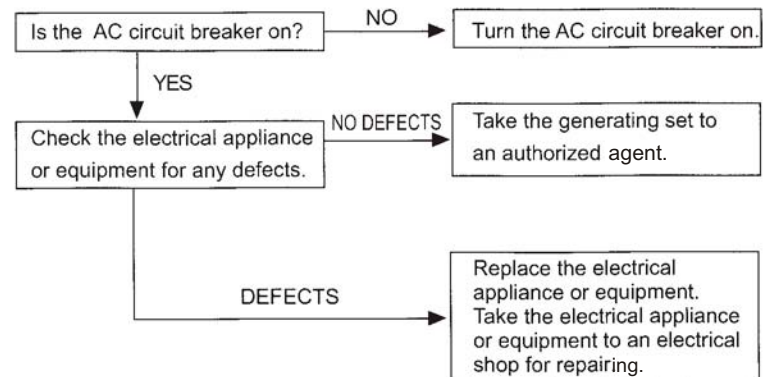 Is the AC circuit breaker on?
NO
Turn the AC circuit breaker on.
YES
Check the electrical appliance
or equipment for any defects.
NO DEFECTS
Take the generating set to
an authorized agent.
DEFECTS
Replace the electrical
appliance or equipment.
Take the electrical appliance
or equipment to an electrical
shop for repairing.